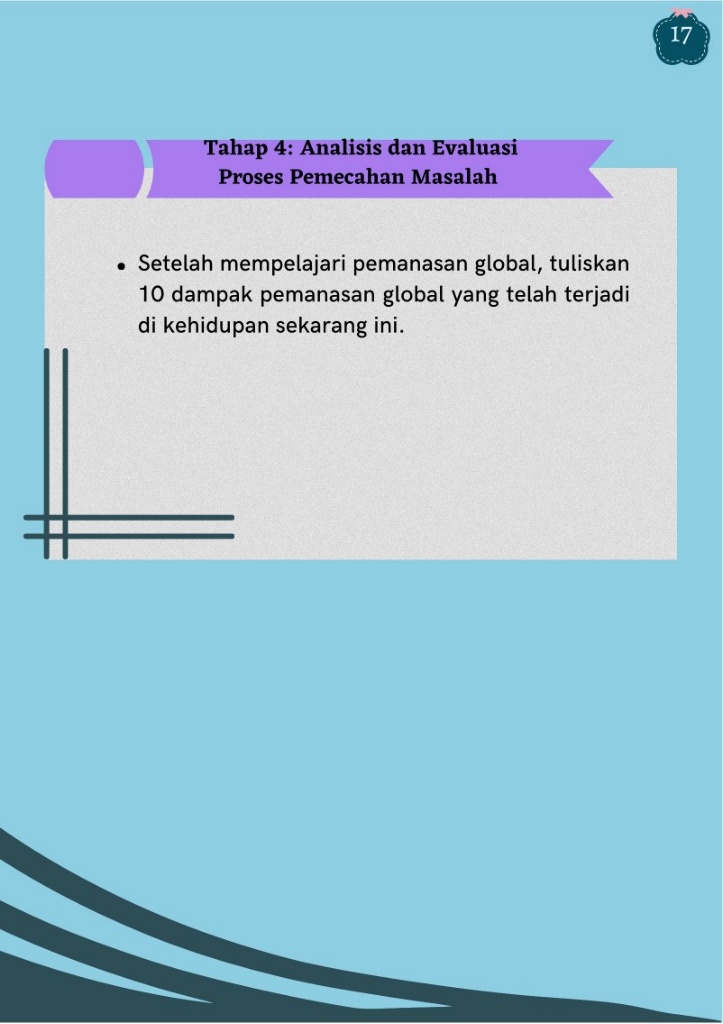 17
Tahap 4: Analisis dan Evaluasi
Proses Pemecahan Masalah
• Setelah mempelajari pemanasan global, tuliskan
10 dampak pemanasan global yang telah terjadi
di kehidupan sekarang ini.